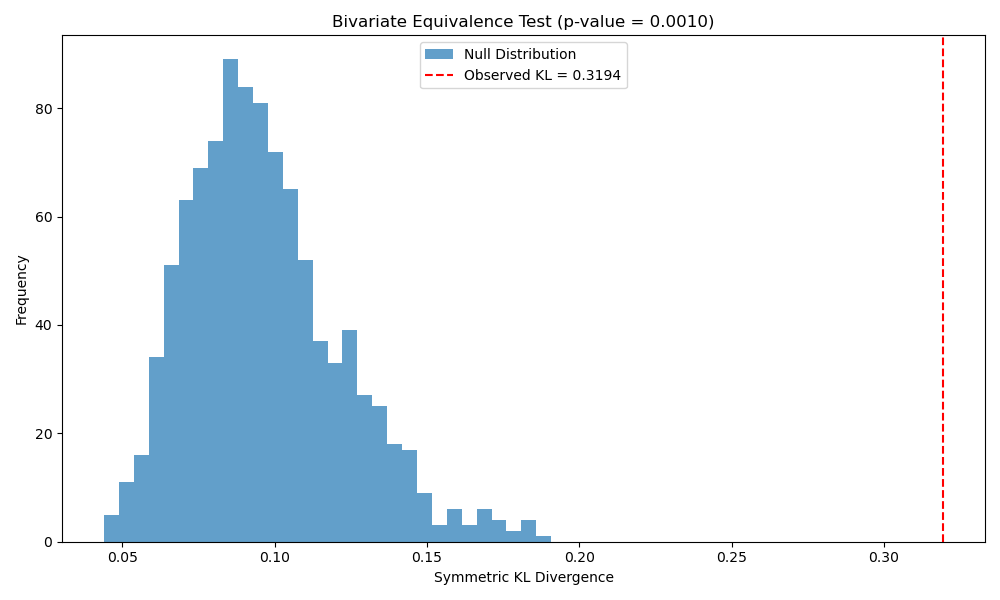 Bivariate Equivalence Test (p-value = 0.0010)
Null Distribution
Observed KL = 0.3194
Frequency
80
60
40
20
0
0.05 0.10 0.15 0.20 0.25 0.30
Symmetric KL Divergence